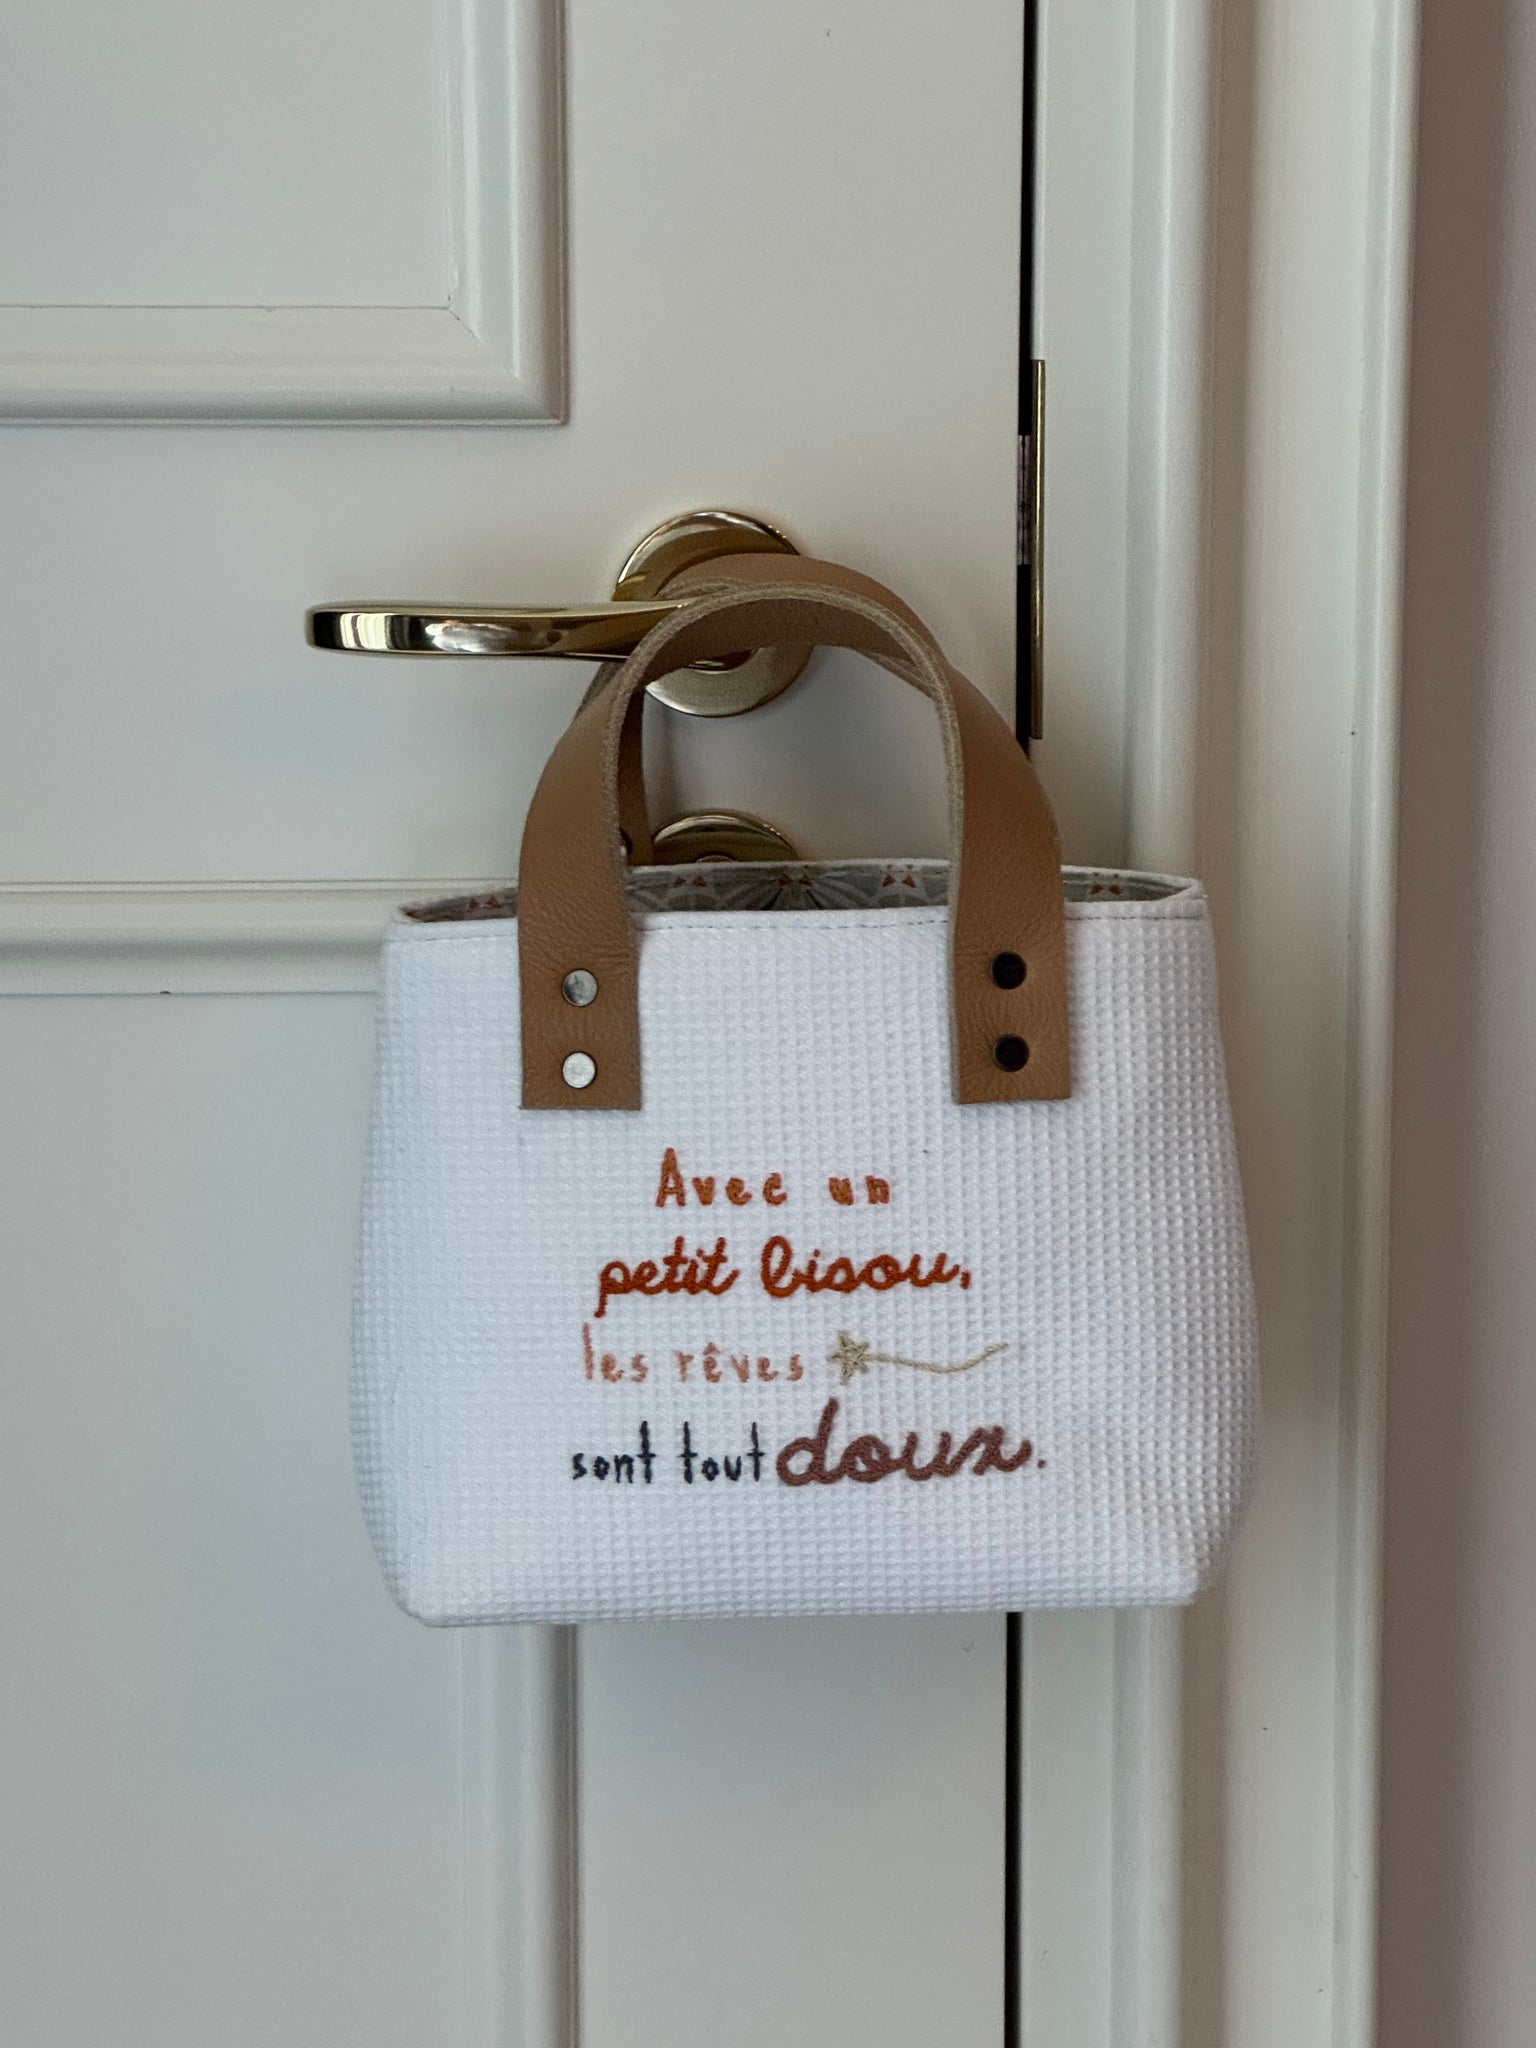 Avec un
petit bisou,
les rêves
sont tout doux.